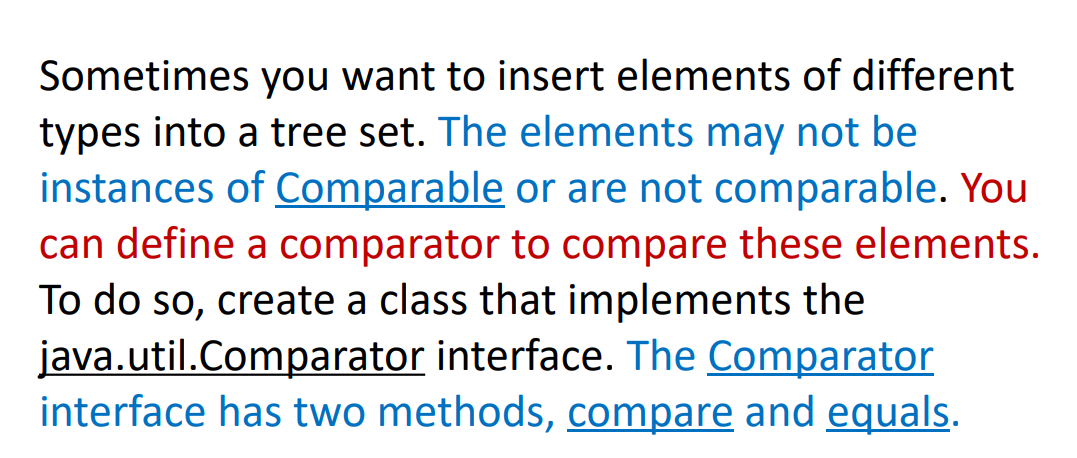 Sometimes you want to insert elements of different
types into a tree set. The elements may not be
instances of Comparable or are not comparable. You
can define a comparator to compare these elements.
To do so, create a class that implements the
java.util.Comparator interface. The Comparator
interface has two methods, compare and equals.